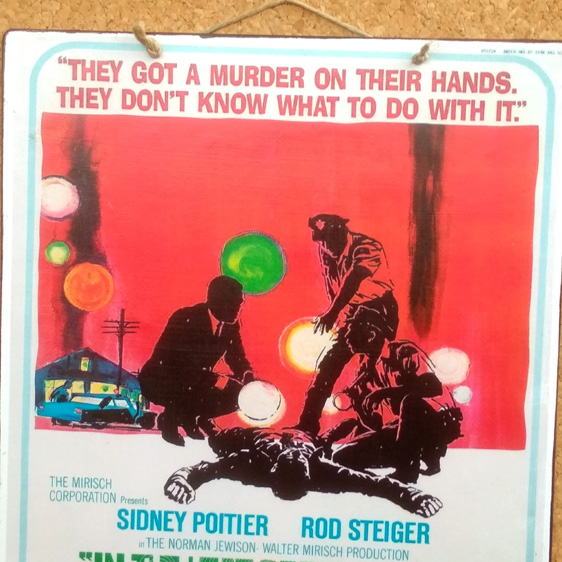 “THEY GOT A MURDER ON THEIR HANDS.
THEY DON'T KNOW WHAT TO DO WITH IT.”
THE MIRISCH
CORPORATION Presents
SIDNEY POITIER ROD STEIGER
in THE NORMAN JEWISON-WALTER MIRISCH PRODUCTION